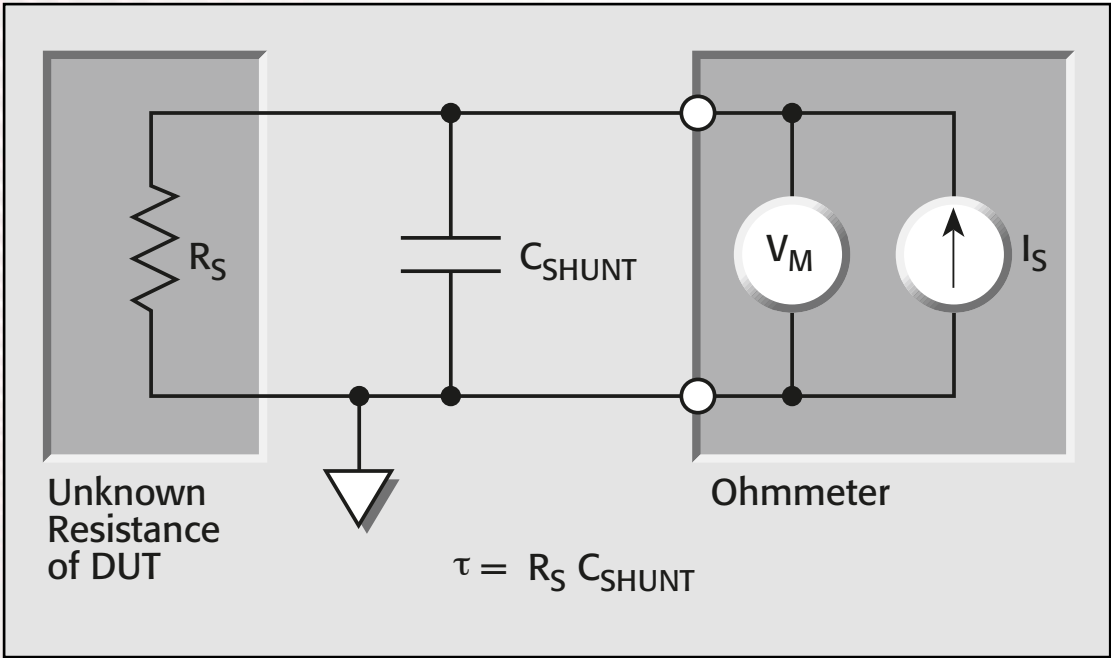 R_S
C_SHUNT
V_M
I_S
Unknown
Resistance
of DUT
Ohmmeter
τ = R_S C_SHUNT